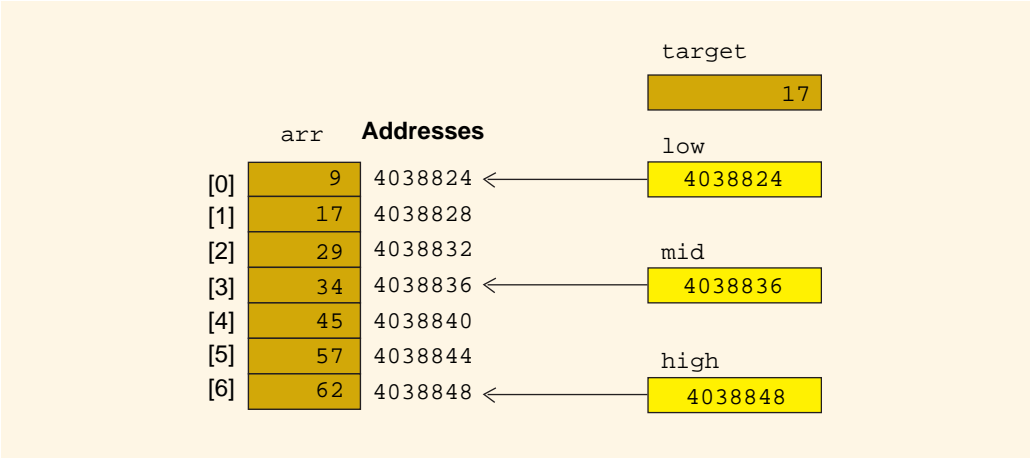 target
17
arr Addresses
low
[0] 9 4038824 4038824
[1] 17 4038828
[2] 29 4038832
mid
[3] 34 4038836 4038836
[4] 45 4038840
[5] 57 4038844
high
[6] 62 4038848 4038848